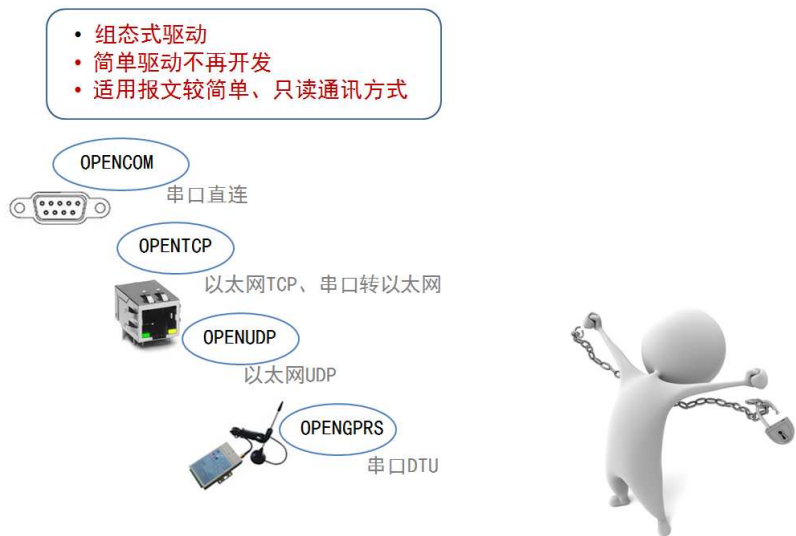 • 组态式驱动
• 简单驱动不再开发
• 适用报文较简单、只读通讯方式
OPENCOM
串口直连
OPENTCP
以太网TCP、串口转以太网
OPENUDP
以太网UDP
OPENGPRS
串口DTU